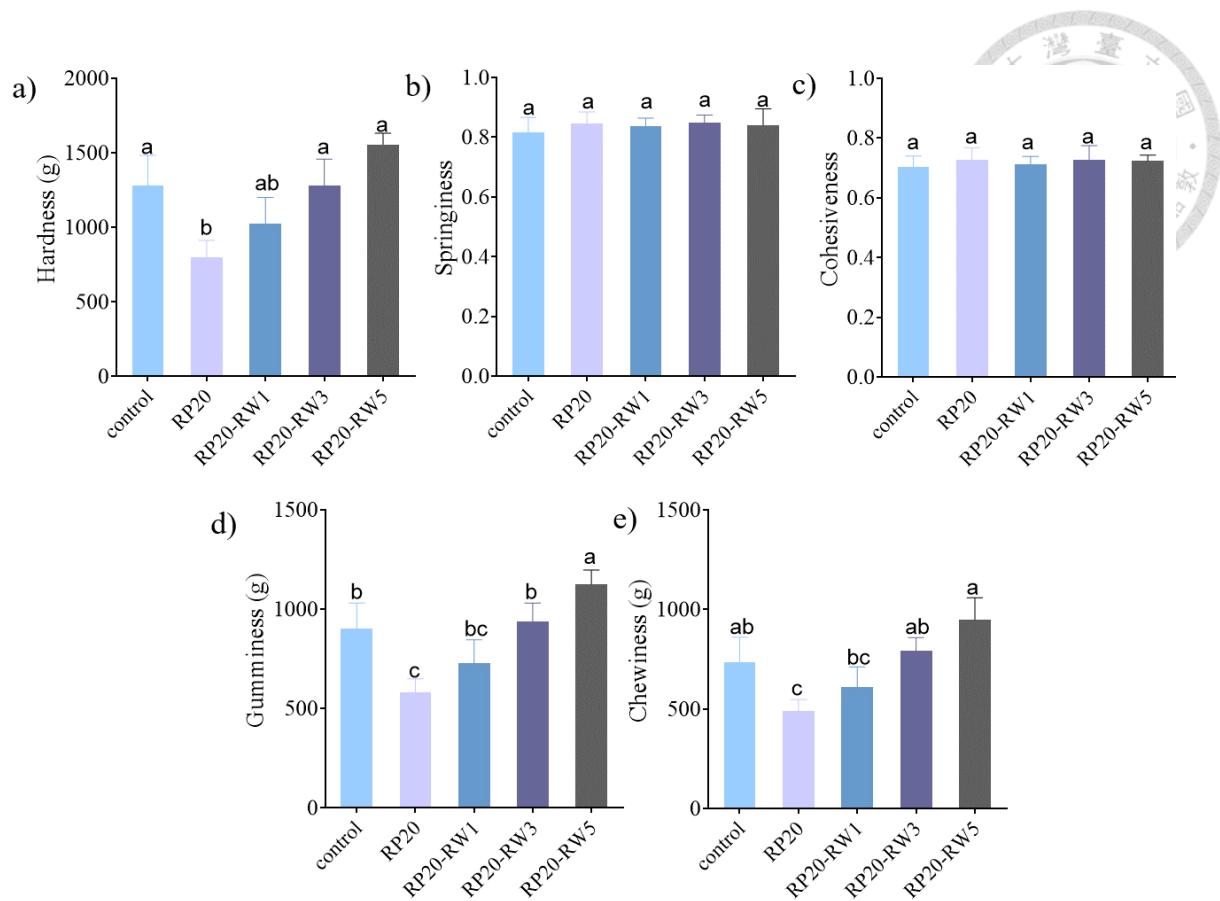 a)
Hardness (g)
2000
1500
1000
500
0
a
b
ab
a
a
control
RP20
RP20-RW1
RP20-RW3
RP20-RW5
b)
Springiness
1.0
0.8
0.6
0.4
0.2
0.0
a
a
a
a
a
control
RP20
RP20-RW1
RP20-RW3
RP20-RW5
c)
Cohesiveness
1.0
0.8
0.6
0.4
0.2
0.0
a
a
a
a
a
control
RP20
RP20-RW1
RP20-RW3
RP20-RW5
灣臺
國
敦
d)
Gumminess (g)
1500
1000
500
0
b
c
bc
b
a
control
RP20
RP20-RW1
RP20-RW3
RP20-RW5
e)
Chewiness (g)
1500
1000
500
0
ab
c
bc
ab
a
control
RP20
RP20-RW1
RP20-RW3
RP20-RW5